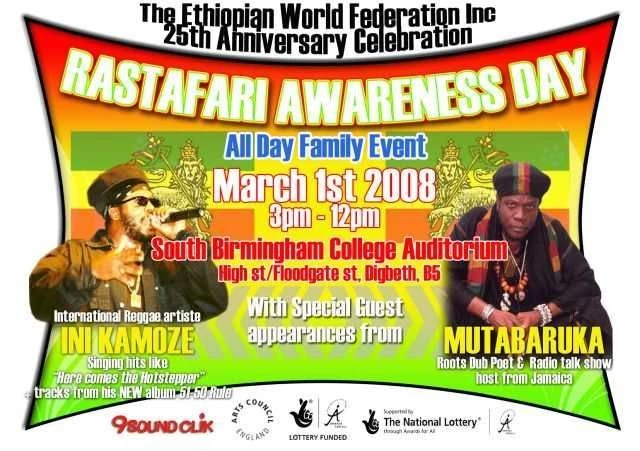 The Ethiopian World Federation Inc
25th Anniversary Celebration
RASTAFARI AWARENESS DAY
All Day Family Event
March 1st 2008
3pm - 12pm
South Birmingham College Auditorium
High st/Floodgate st, Digbeth, B5
With Special Guest
appearances from
International Reggae artiste
INI KAMOZE
Singing hits like
"Here comes the Hotstepper"
+ tracks from his NEW album 51-50 Rule
MUTABARUKA
Roots Dub Poet & Radio talk show
host from Jamaica
9SOUND CLIK
ARTS COUNCIL ENGLAND
LOTTERY FUNDED
Supported by
The National Lottery®
through Awards for All